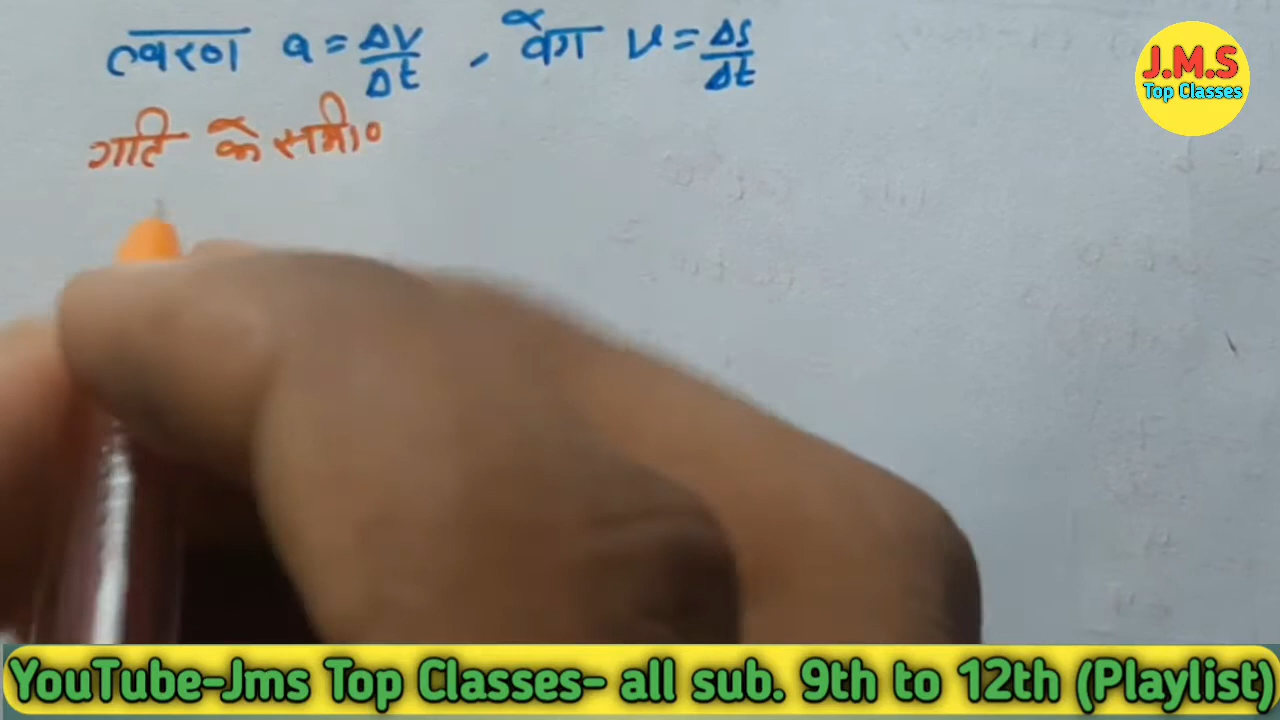 त्वरण a = Δv/Δt , वेग v = Δs/Δt
गति के समी०
J.M.S
Top Classes
YouTube-Jms Top Classes- all sub. 9th to 12th (Playlist)